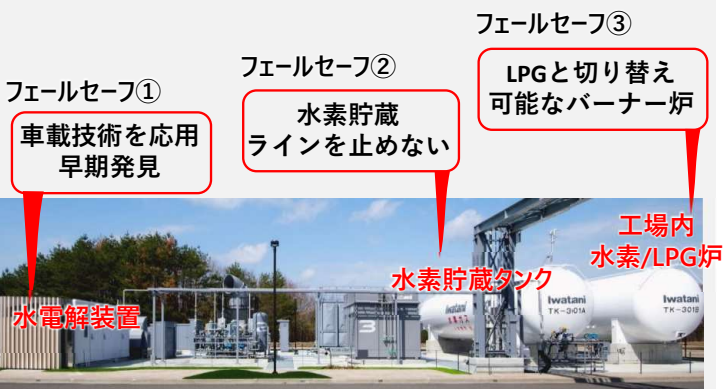 フェールセーフ①
車載技術を応用
早期発見
フェールセーフ②
水素貯蔵
ラインを止めない
フェールセーフ③
LPGと切り替え
可能なバーナー炉
水電解装置
水素貯蔵タンク
工場内
水素/LPG炉
3
Iwatani
TK-301A
Iwatani
TK-301B